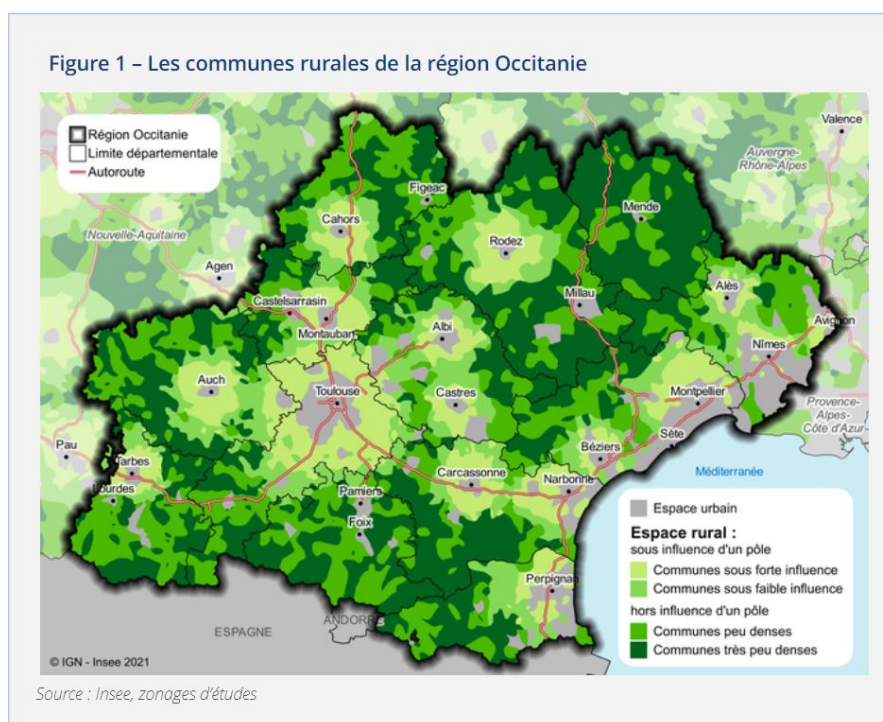 Figure 1 – Les communes rurales de la région Occitanie
Région Occitanie
Limite départementale
Autoroute
Valence
Auvergne-
Rhône-Alpes
Nouvelle-Aquitaine
Figeac
Cahors
Mende
Rodez
Agen
Castelsarrasin
Millau
Alès
Montauban
Albi
Avignon
Nîmes
Auch
Toulouse
Castres
Montpellier
Provence-
Alpes-
Côte d'Azur
Pau
Tarbes
Béziers
Sète
Lourdes
Carcassonne
Narbonne
Méditerranée
Pamiers
Foix
Perpignan
ESPAGNE
ANDORRE
Espace urbain
Espace rural :
sous influence d'un pôle
Communes sous forte influence
Communes sous faible influence
hors influence d'un pôle
Communes peu denses
Communes très peu denses
© IGN - Insee 2021
Source : Insee, zonages d'études